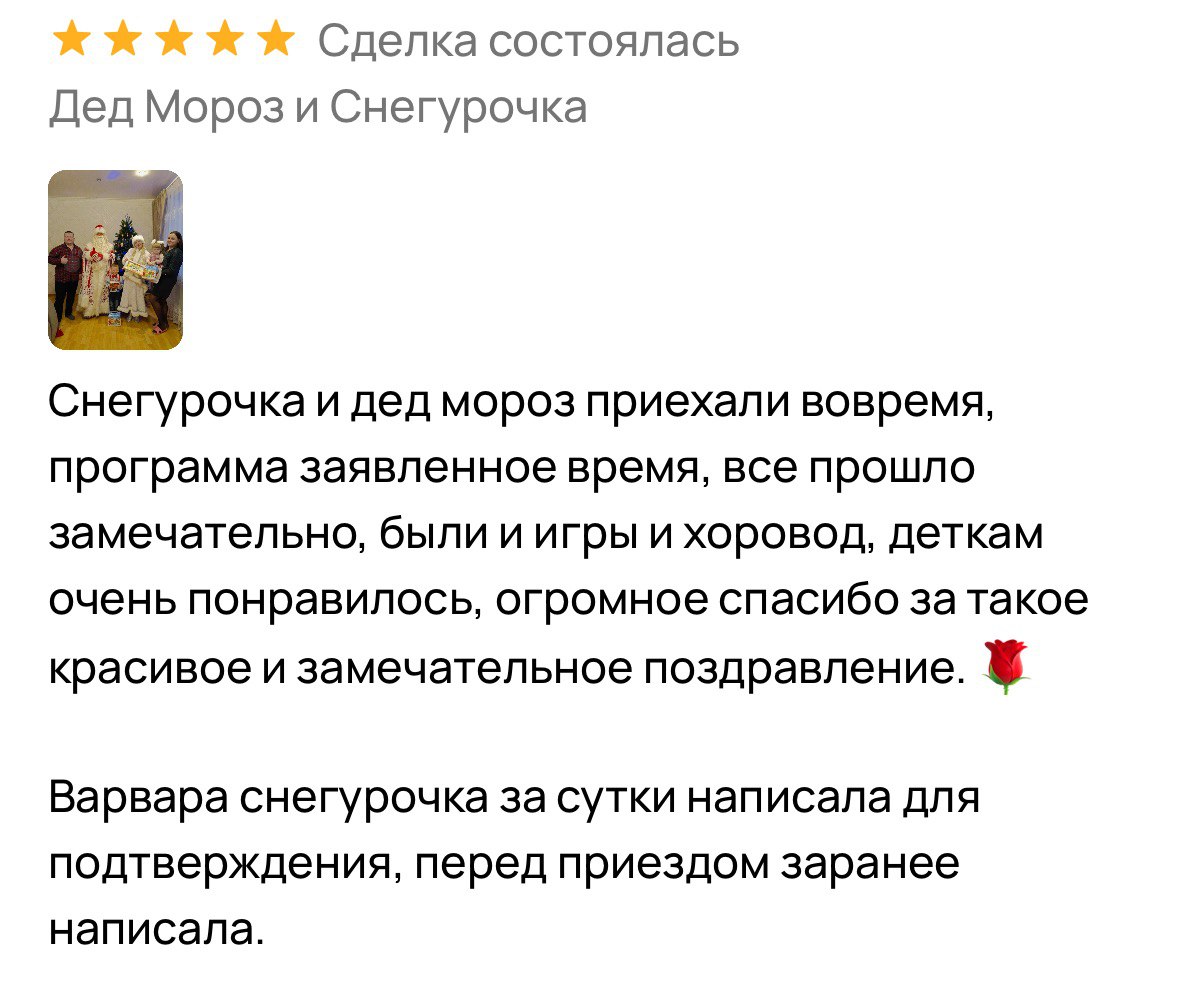 Сделка состоялась
Дед Мороз и Снегурочка
Снегурочка и дед мороз приехали вовремя,
программа заявленное время, все прошло
замечательно, были и игры и хоровод, деткам
очень понравилось, огромное спасибо за такое
красивое и замечательное поздравление. 🌹
Варвара снегурочка за сутки написала для
подтверждения, перед приездом заранее
написала.